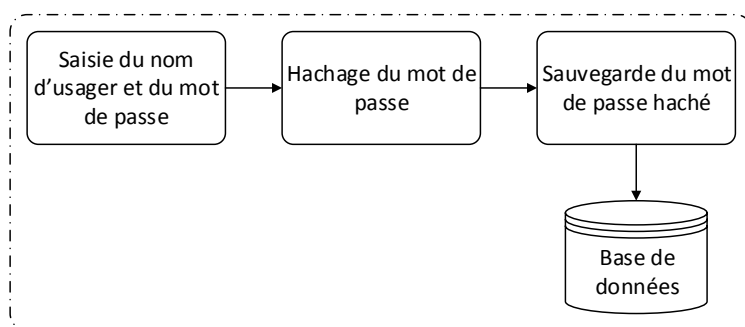 Saisie du nom
d’usager et du mot
de passe
Hachage du mot de
passe
Sauvegarde du mot
de passe haché
Base de
données